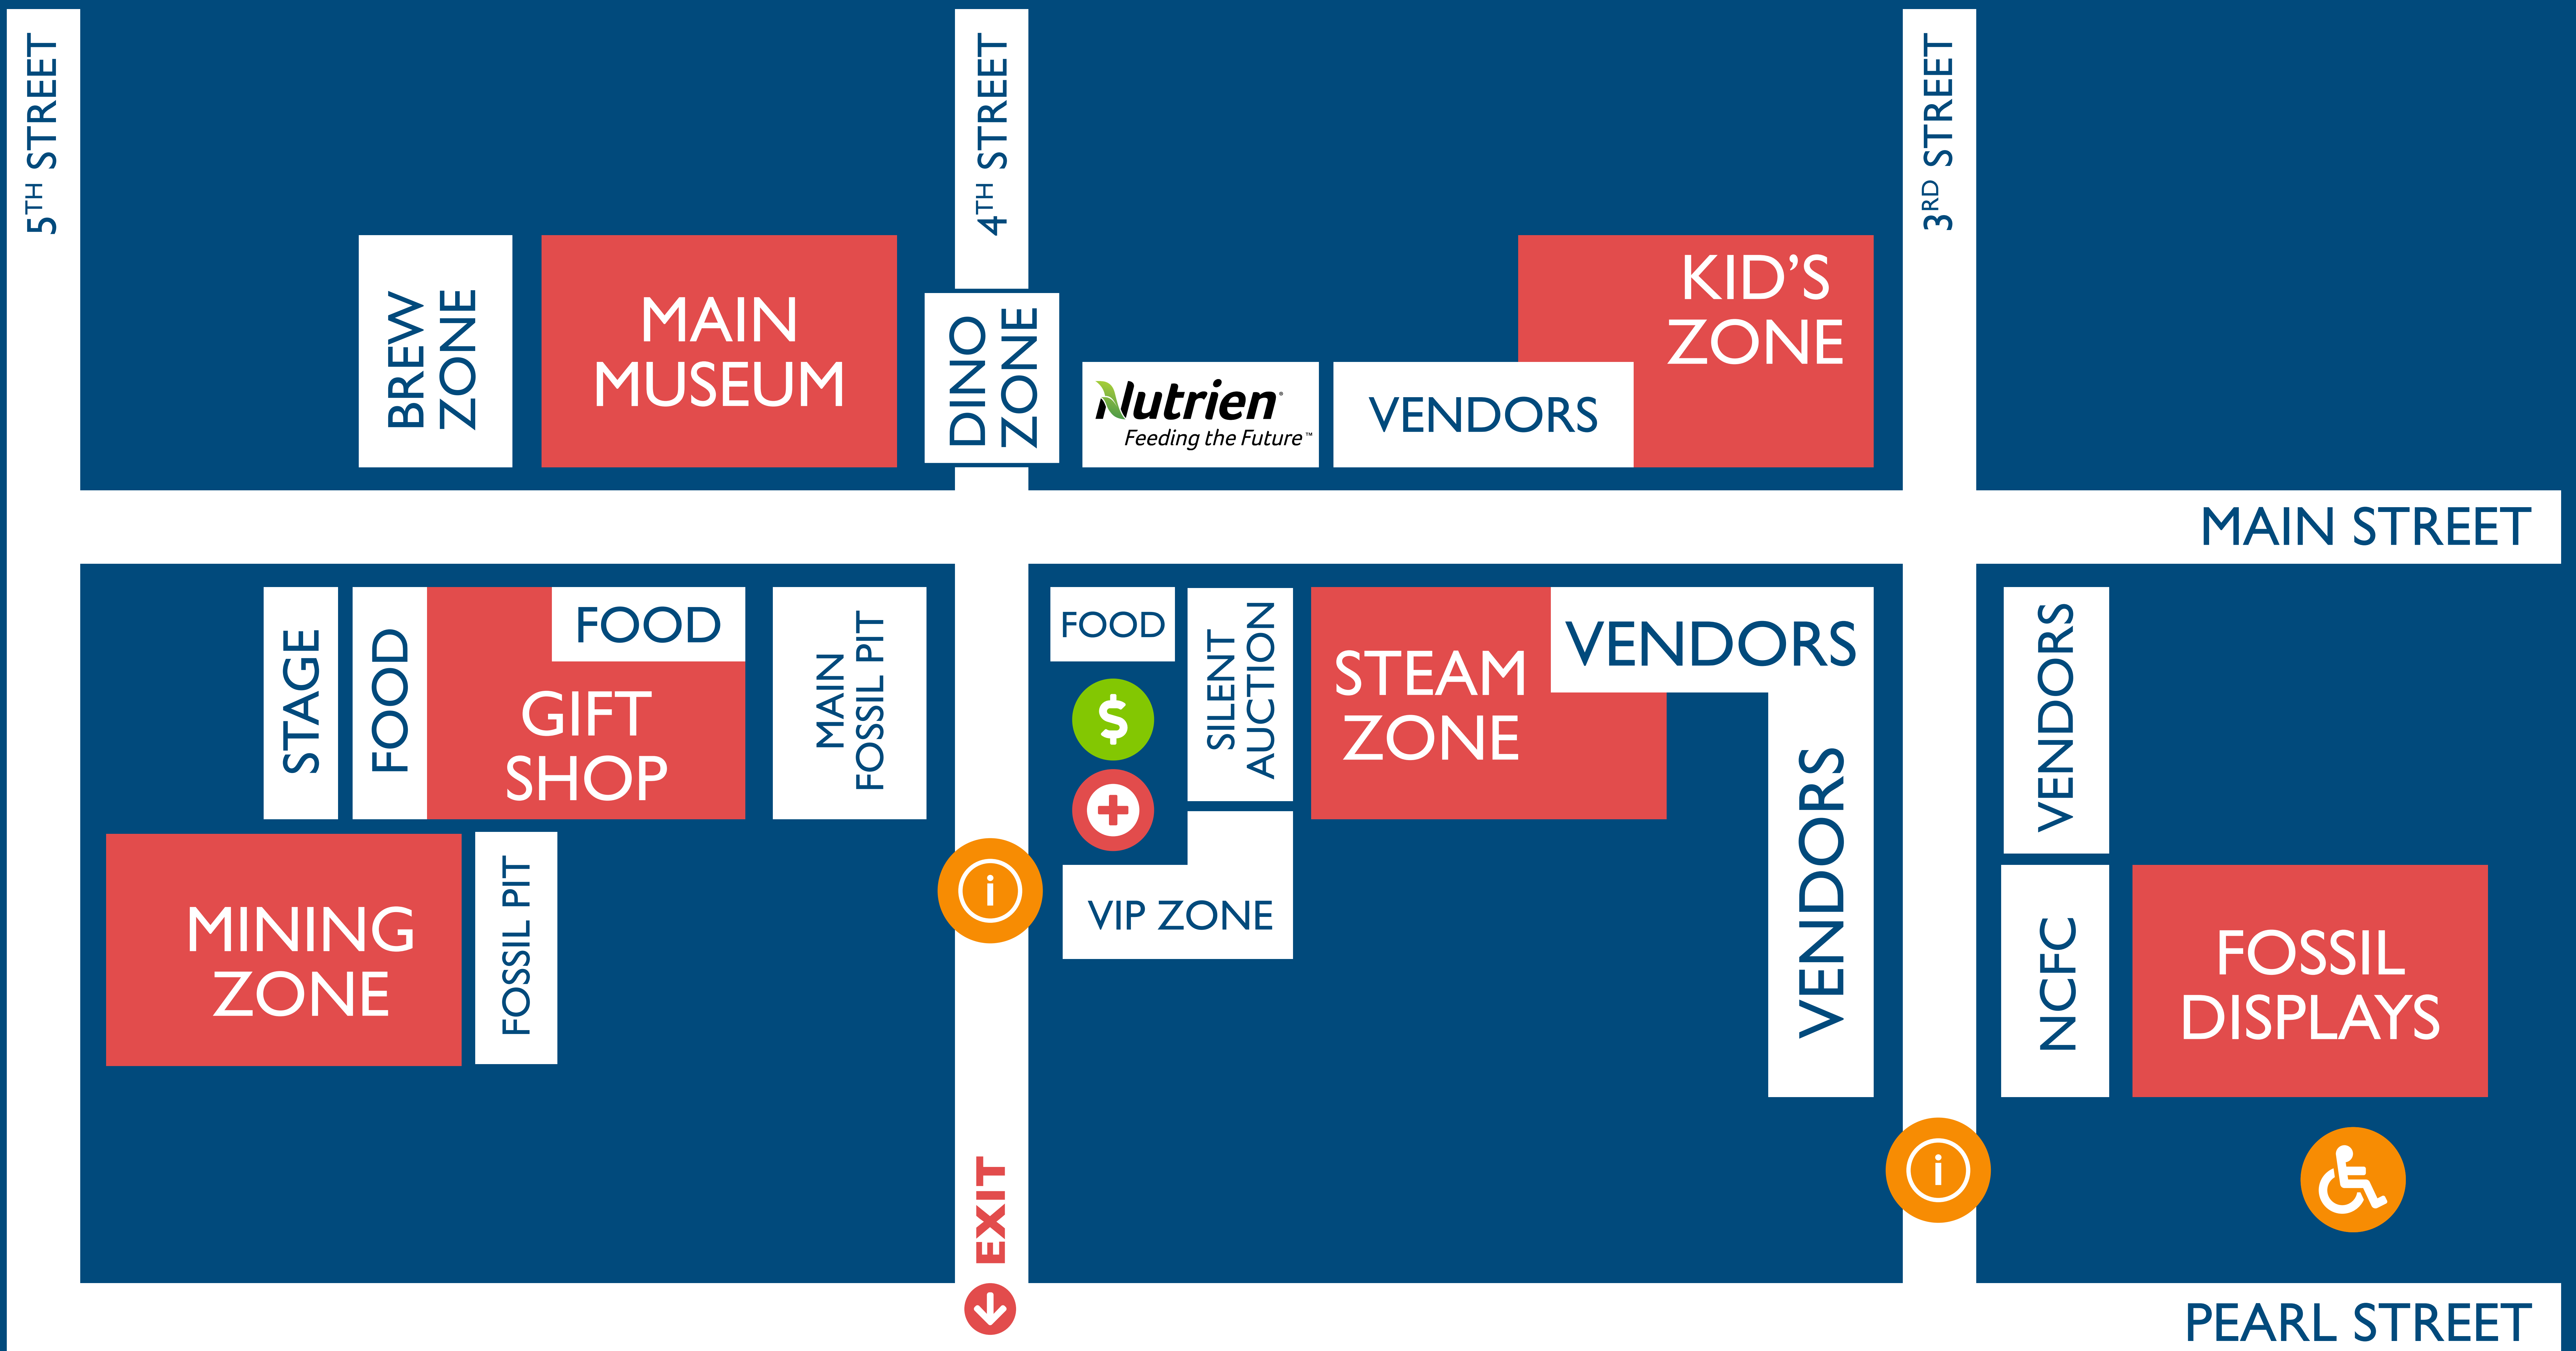 5TH STREET
4TH STREET
3RD STREET
BREW
ZONE
MAIN
MUSEUM
DINO
ZONE
Nutrien®
Feeding the Future™
VENDORS
KID’S
ZONE
MAIN STREET
STAGE
FOOD
FOOD
GIFT
SHOP
MAIN
FOSSIL PIT
FOOD
$
SILENT
AUCTION
STEAM
ZONE
VENDORS
VENDORS
VENDORS
MINING
ZONE
FOSSIL PIT
i
VIP ZONE
NCFC
FOSSIL
DISPLAYS
i
EXIT
PEARL STREET